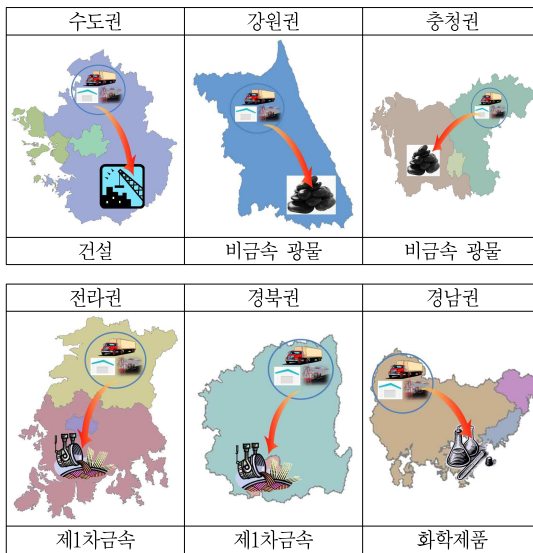 수도권 강원권 충청권
건설 비금속 광물 비금속 광물
전라권 경북권 경남권
제1차금속 제1차금속 화학제품